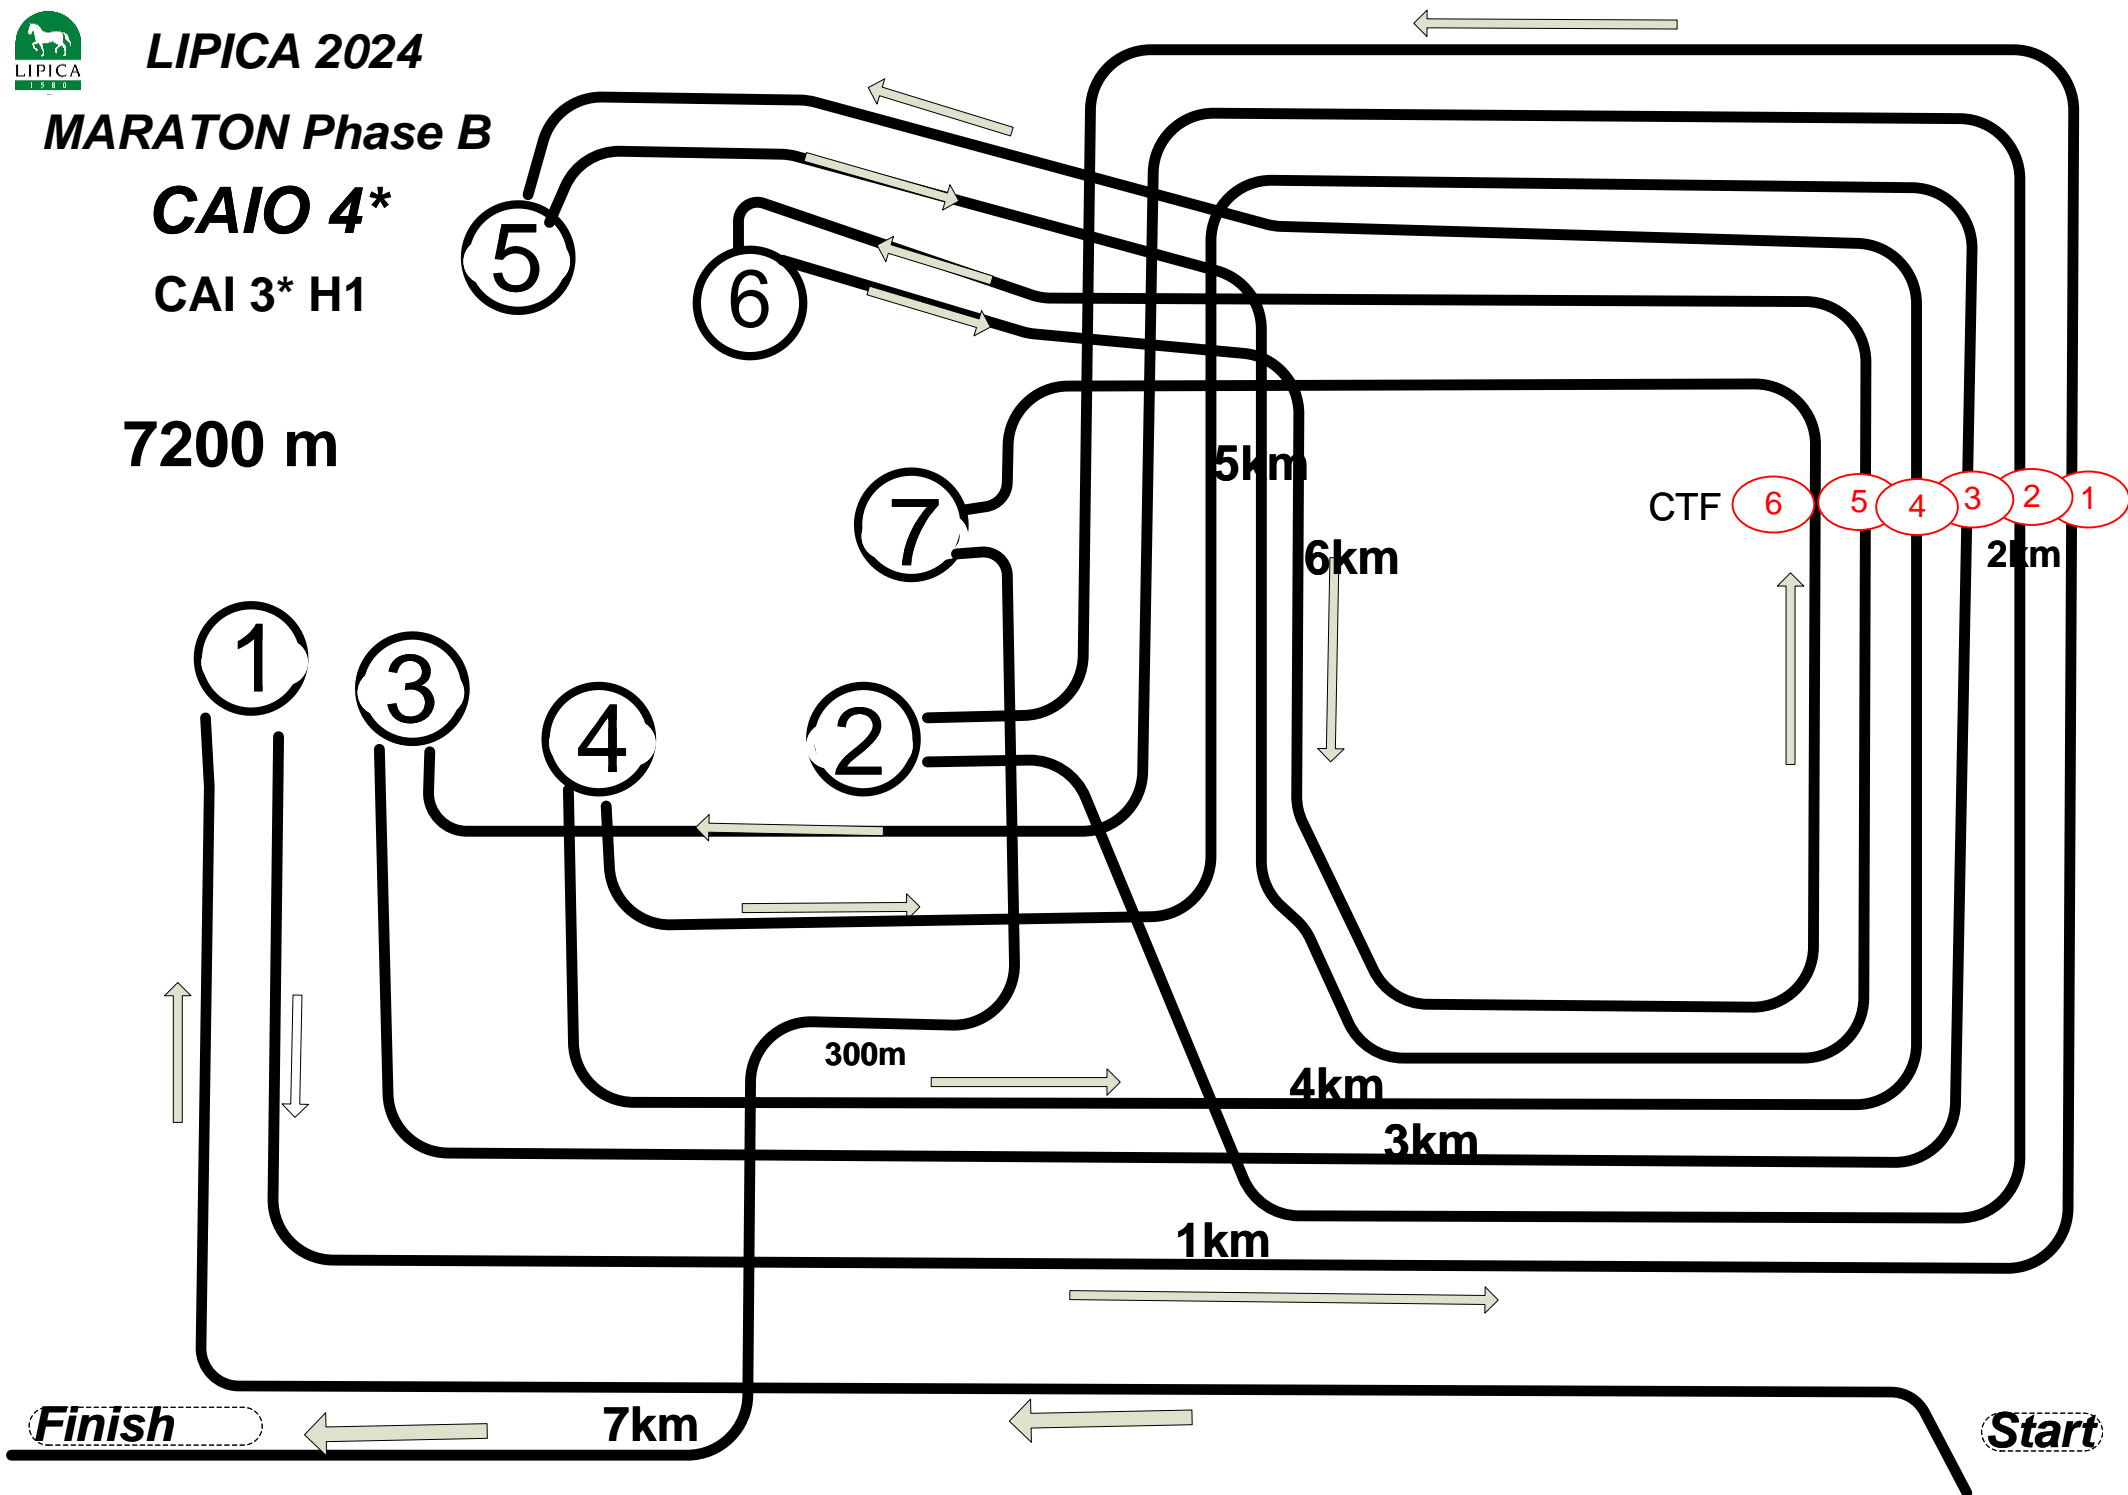 LIPICA
1580
LIPICA 2024
MARATON Phase B
CAIO 4*
CAI 3* H1
7200 m
5
6
7
5km
CTF 6 5 4 3 2 1
6km
2km
1
3
4
2
300m
4km
3km
1km
Finish
7km
Start